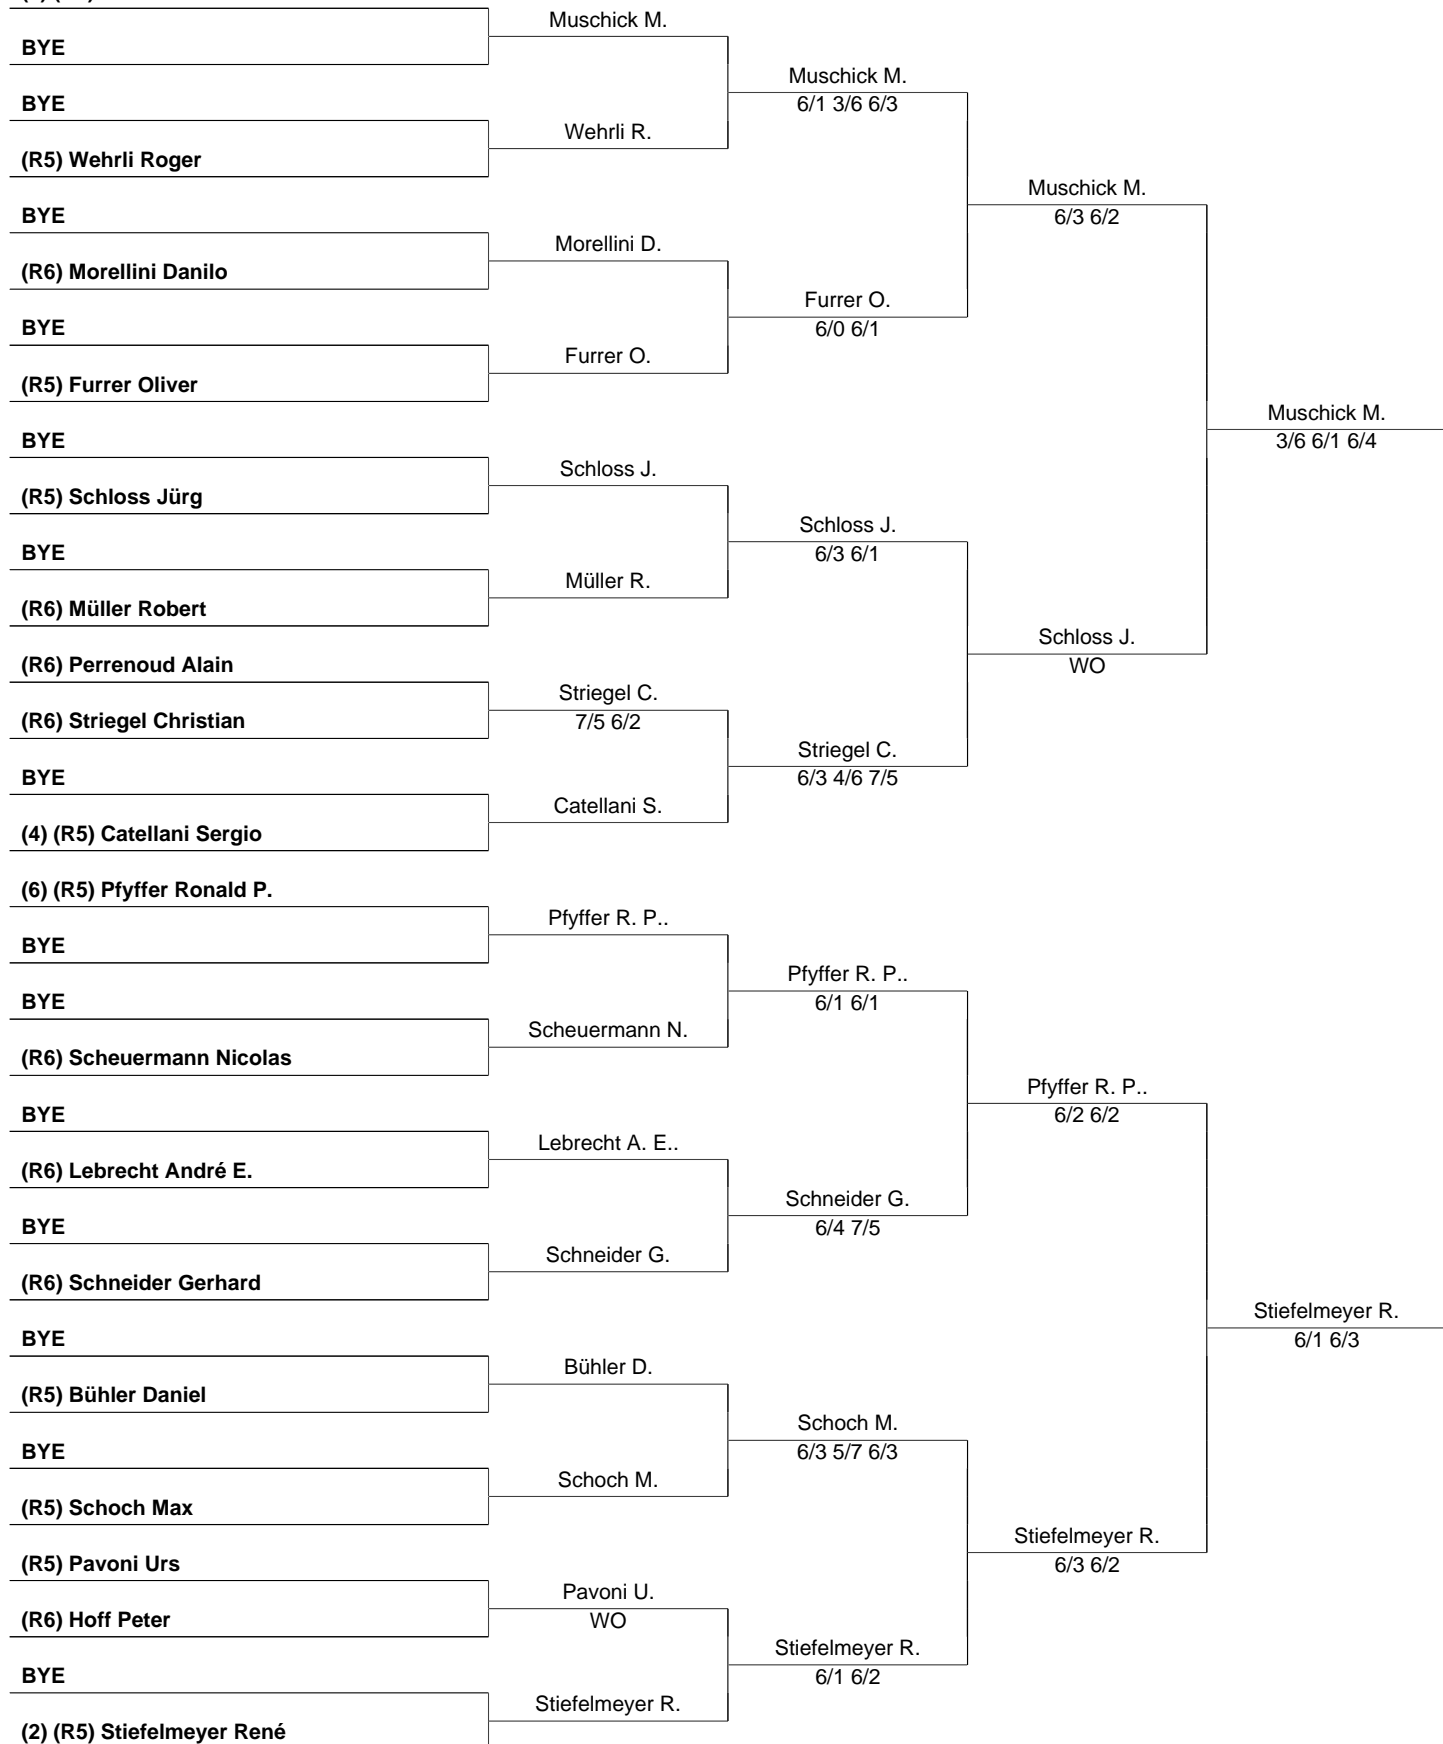 BYE
BYE
(R5) Wehrli Roger
BYE
(R6) Morellini Danilo
BYE
(R5) Furrer Oliver
BYE
(R5) Schloss Jürg
BYE
(R6) Müller Robert
(R6) Perrenoud Alain
(R6) Striegel Christian
BYE
(4) (R5) Catellani Sergio
(6) (R5) Pfyffer Ronald P.
BYE
BYE
(R6) Scheuermann Nicolas
BYE
(R6) Lebrecht André E.
BYE
(R6) Schneider Gerhard
BYE
(R5) Bühler Daniel
BYE
(R5) Schoch Max
(R5) Pavoni Urs
(R6) Hoff Peter
BYE
(2) (R5) Stiefelmeyer René
Muschick M.
Wehrli R.
Morellini D.
Furrer O.
Schloss J.
Müller R.
Striegel C.
7/5 6/2
Catellani S.
Pfyffer R. P..
Scheuermann N.
Lebrecht A. E..
Schneider G.
Bühler D.
Schoch M.
Pavoni U.
WO
Stiefelmeyer R.
Muschick M.
6/1 3/6 6/3
Furrer O.
6/0 6/1
Schloss J.
6/3 6/1
Striegel C.
6/3 4/6 7/5
Pfyffer R. P..
6/1 6/1
Schneider G.
6/4 7/5
Schoch M.
6/3 5/7 6/3
Stiefelmeyer R.
6/1 6/2
Muschick M.
6/3 6/2
Schloss J.
WO
Pfyffer R. P..
6/2 6/2
Stiefelmeyer R.
6/3 6/2
Muschick M.
3/6 6/1 6/4
Stiefelmeyer R.
6/1 6/3